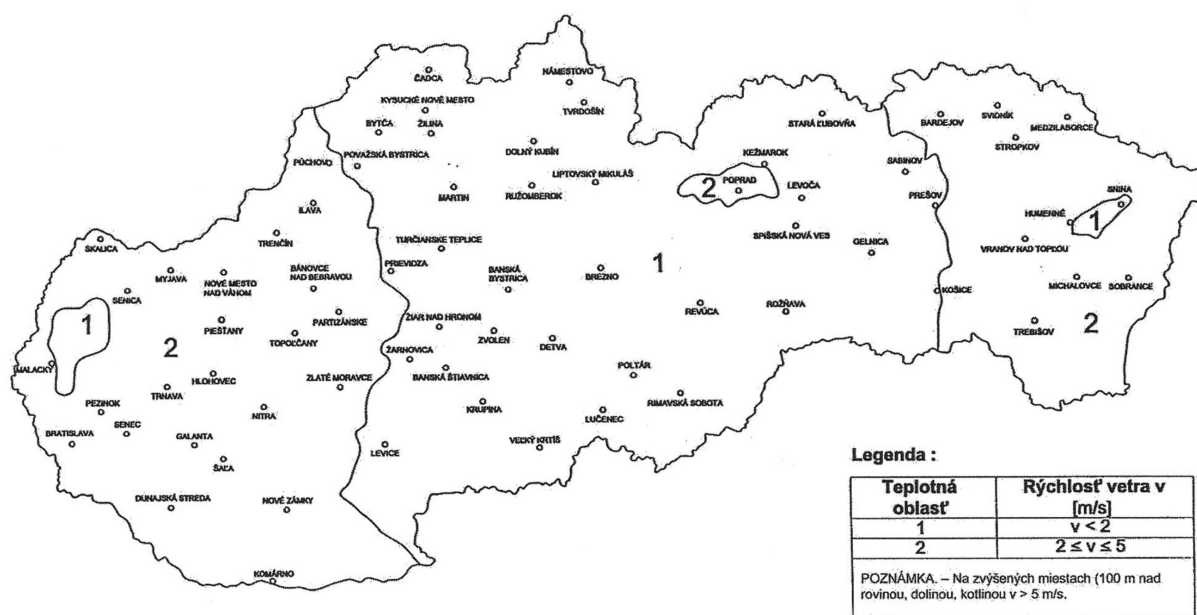 ČADCA
NÁMESTOVO
KYSUCKÉ NOVÉ MESTO
TVRDOŠÍN
BYTČA
ŽILINA
STARÁ ĽUBOVŇA
BARDEJOV
SVIDNÍK
MEDZILABORCE
STROPKOV
PÚCHOV
POVAŽSKÁ BYSTRICA
DOLNÝ KUBÍN
KEŽMAROK
SABINOV
LIPTOVSKÝ MIKULÁŠ
MARTIN
RUŽOMBEROK
2
POPRAD
LEVOČA
PREŠOV
SNINA
ILAVA
HUMENNÉ
1
SKALICA
TRENČÍN
TURČIANSKE TEPLICE
SPIŠSKÁ NOVÁ VES
GELNICA
VRANOV NAD TOPĽOU
MYJAVA
NOVÉ MESTO
NAD VÁHOM
BÁNOVCE
NAD BEBRAVOU
PRIEVIDZA
BANSKÁ
BYSTRICA
BREZNO
1
SENICA
KOŠICE
MICHALOVCE
SOBRANCE
1
PIEŠŤANY
PARTIZÁNSKE
ŽIAR NAD HRONOM
REVÚCA
ROŽŇAVA
TREBIŠOV
2
2
TOPOĽČANY
ZVOLEN
DETVA
MALACKY
HLOHOVEC
ŽARNOVICA
BANSKÁ ŠTIAVNICA
POLTÁR
TRNAVA
ZLATÉ MORAVCE
PEZINOK
NITRA
KRUPINA
RIMAVSKÁ SOBOTA
LUČENEC
BRATISLAVA
SENEC
GALANTA
ŠAĽA
LEVICE
VEĽKÝ KRTÍŠ
DUNAJSKÁ STREDA
NOVÉ ZÁMKY
KOMÁRNO
Legenda :
Teplotná oblasť
Rýchlosť vetra v [m/s]
1 v < 2
2 2 ≤ v ≤ 5
POZNÁMKA. – Na zvýšených miestach (100 m nad
rovinou, dolinou, kotlinou v > 5 m/s.